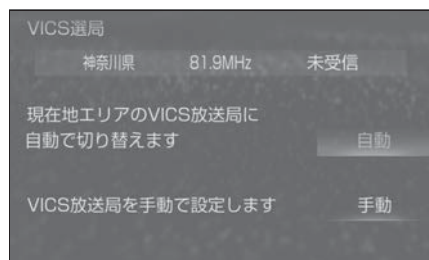 VICS選局
神奈川県 81.9MHz 未受信
現在地エリアのVICS放送局に
自動で切り替えます 自動
VICS放送局を手動で設定します 手動